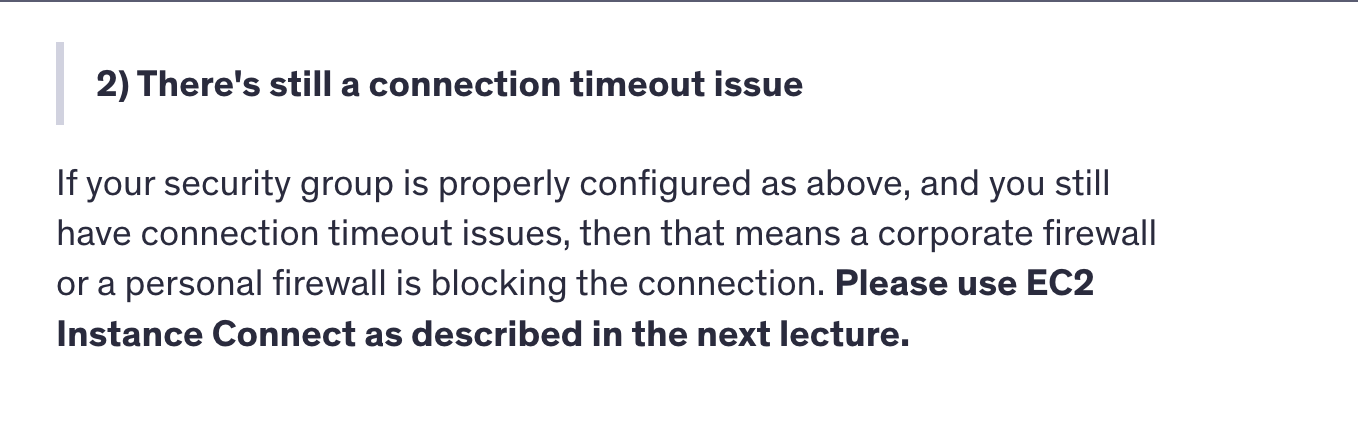 2) There's still a connection timeout issue
If your security group is properly configured as above, and you still
have connection timeout issues, then that means a corporate firewall
or a personal firewall is blocking the connection. Please use EC2
Instance Connect as described in the next lecture.